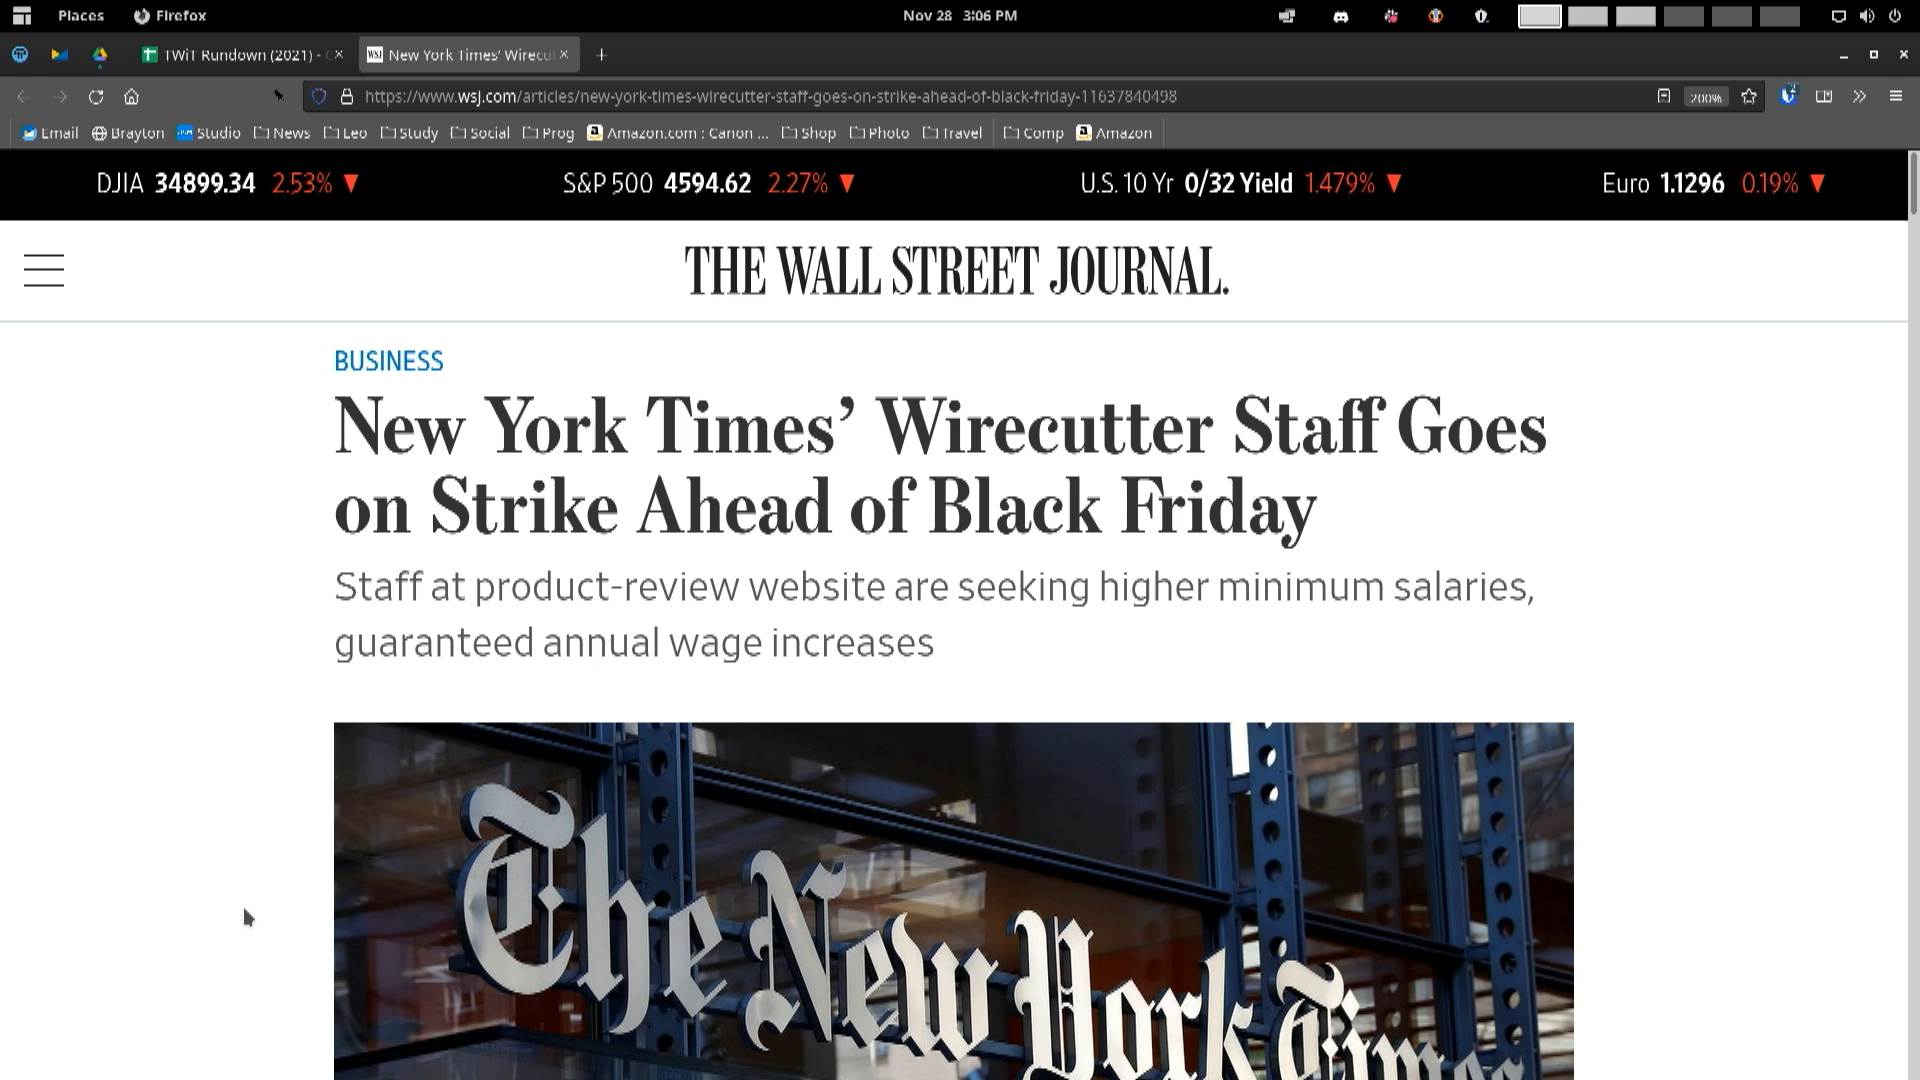 Places Firefox Nov 28 3:06 PM
TWiT Rundown (2021) - New York Times' Wirecut
https://www.wsj.com/articles/new-york-times-wirecutter-staff-goes-on-strike-ahead-of-black-friday-11637840498 200%
Email Brayton Studio News Leo Study Social Prog Amazon.com : Canon ... Shop Photo Travel Comp Amazon
DJIA 34899.34 2.53% ▼ S&P 500 4594.62 2.27% ▼ U.S. 10 Yr 0/32 Yield 1.479% ▼ Euro 1.1296 0.19% ▼
THE WALL STREET JOURNAL.
BUSINESS
New York Times’ Wirecutter Staff Goes
on Strike Ahead of Black Friday
Staff at product-review website are seeking higher minimum salaries,
guaranteed annual wage increases
The New York Times